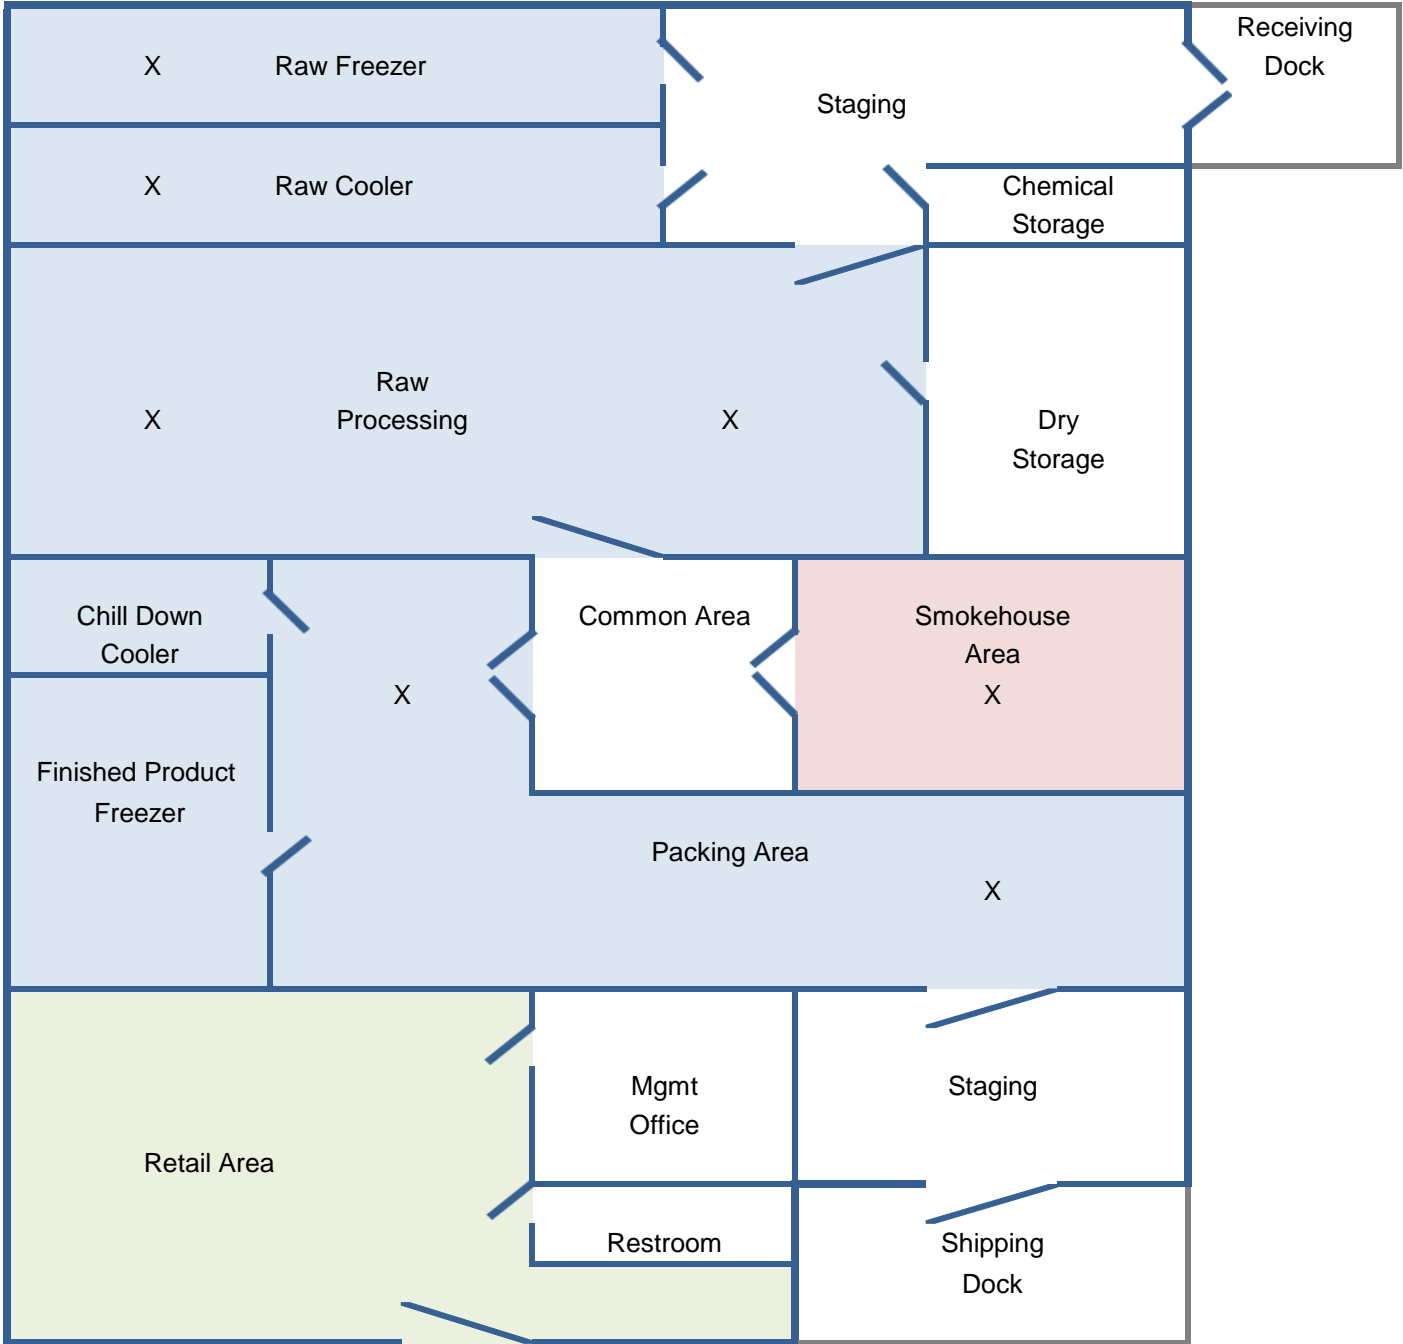 Receiving
Dock
X Raw Freezer
Staging
X Raw Cooler
Chemical
Storage
Raw
Processing
X
X
Dry
Storage
Chill Down
Cooler
Common Area
Smokehouse
Area
X
X
Finished Product
Freezer
Packing Area
X
Mgmt
Office
Staging
Retail Area
Restroom
Shipping
Dock